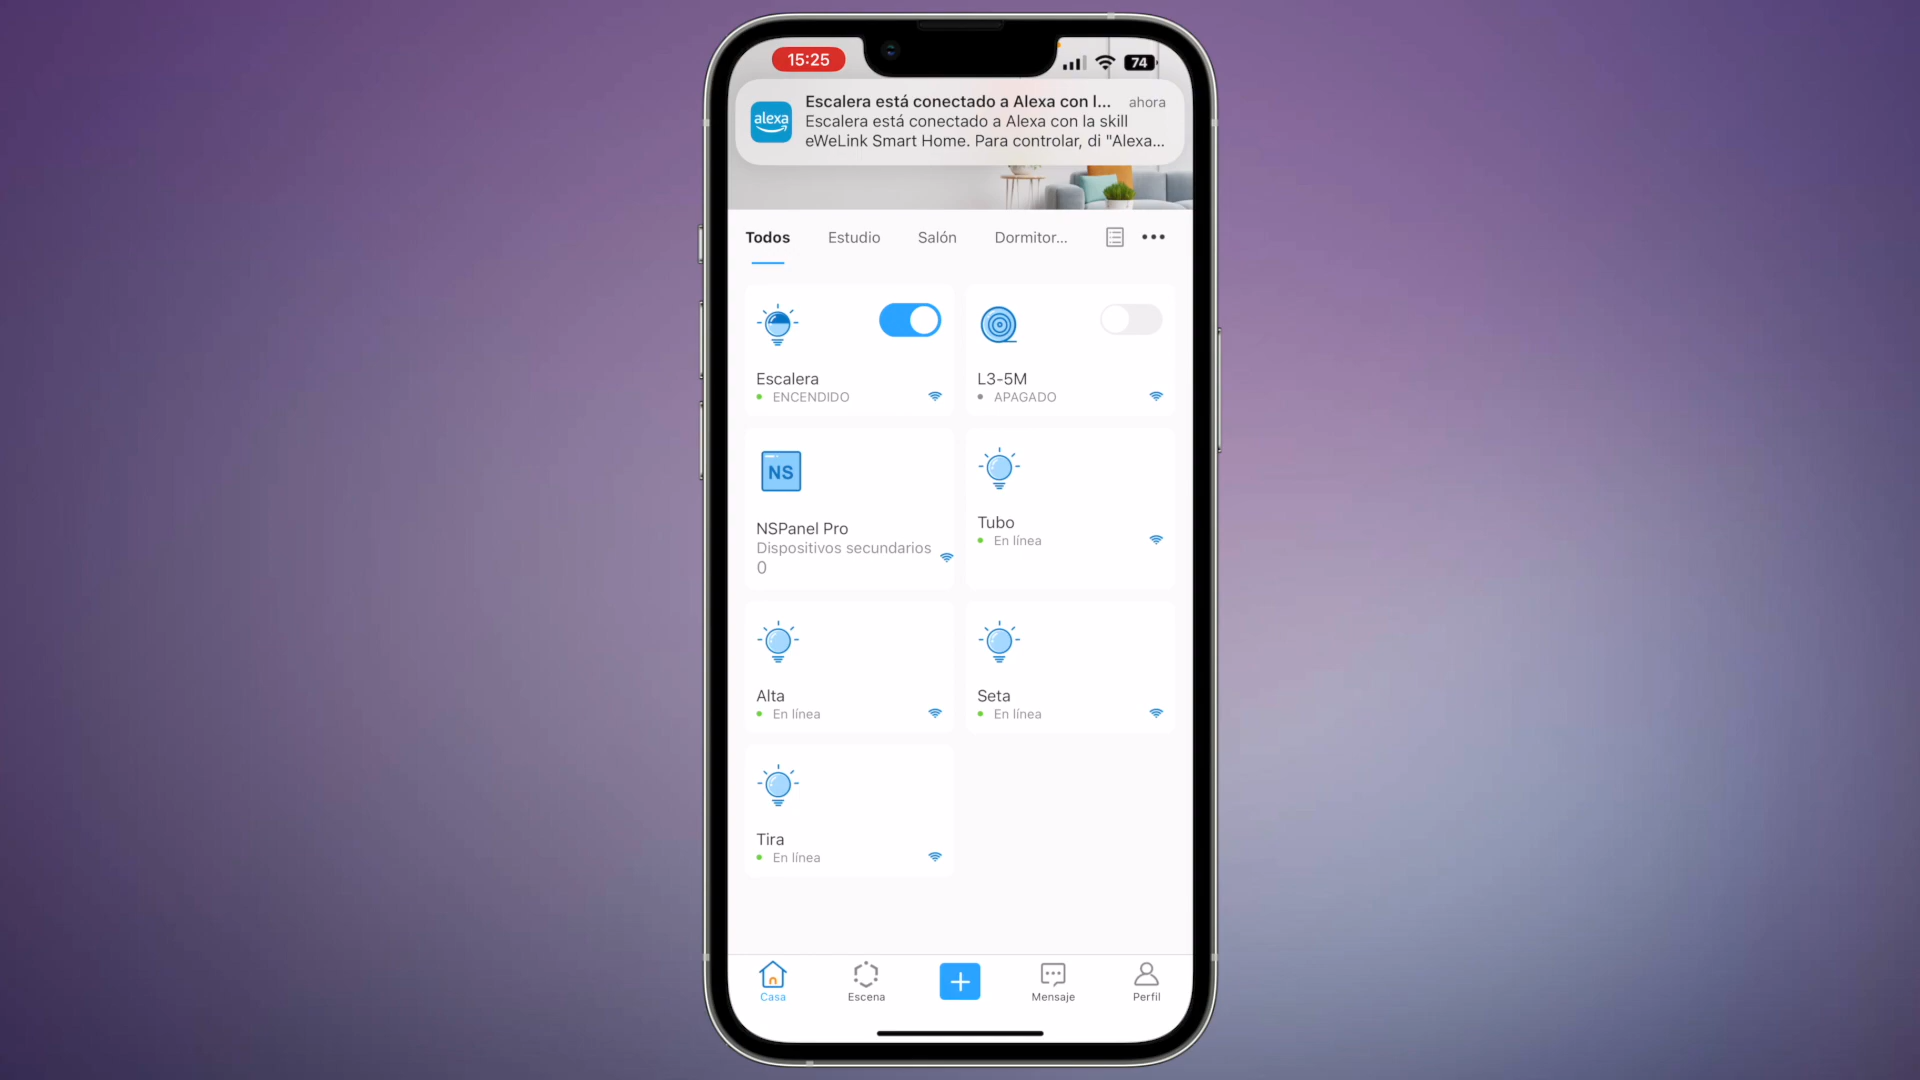 15:25
74
alexa
Escalera está conectado a Alexa con l...
ahora
Escalera está conectado a Alexa con la skill
eWeLink Smart Home. Para controlar, di "Alexa...
Todos
Estudio
Salón
Dormitor...
Escalera
ENCENDIDO
L3-5M
APAGADO
NS
NSPanel Pro
Dispositivos secundarios
0
Tubo
En línea
Alta
En línea
Seta
En línea
Tira
En línea
Casa
Escena
Mensaje
Perfil